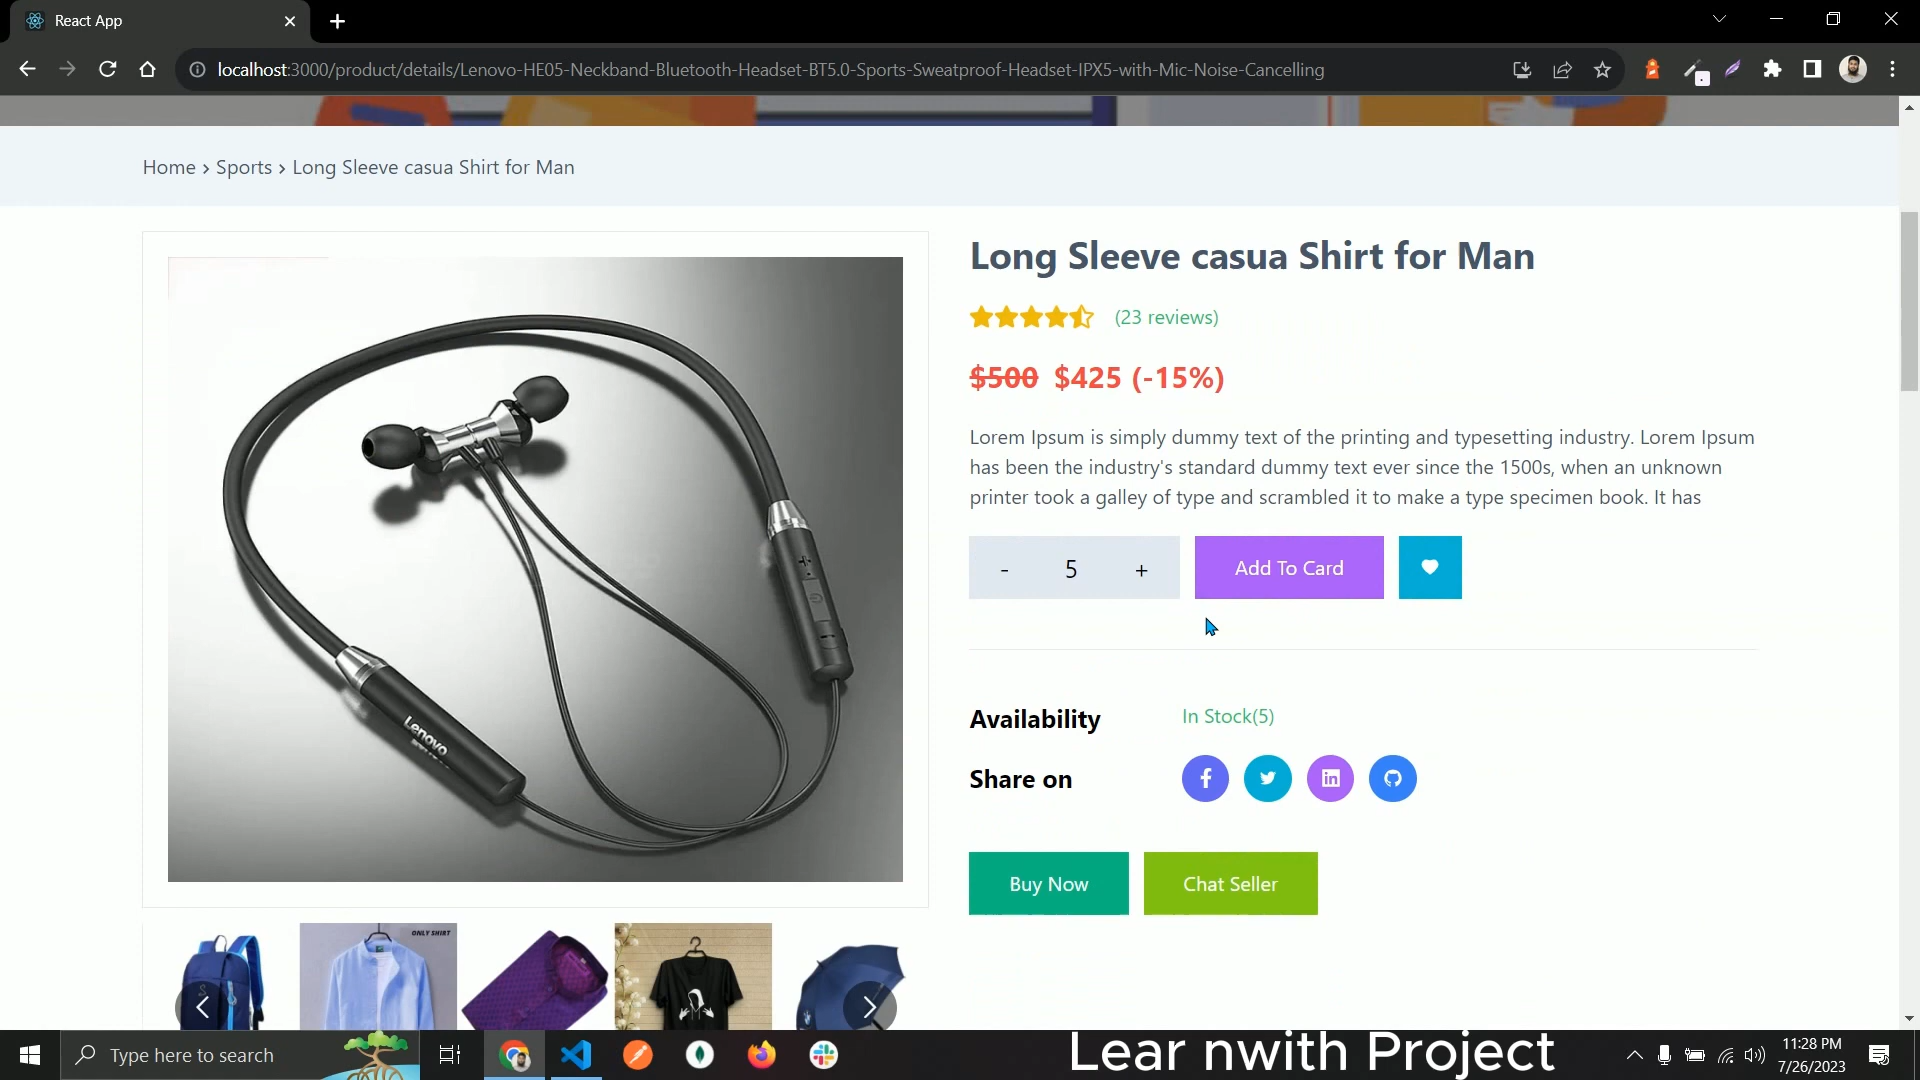 React App
localhost:3000/product/details/Lenovo-HE05-Neckband-Bluetooth-Headset-BT5.0-Sports-Sweatproof-Headset-IPX5-with-Mic-Noise-Cancelling
Home › Sports › Long Sleeve casua Shirt for Man
Long Sleeve casua Shirt for Man
(23 reviews)
$500 $425 (-15%)
Lorem Ipsum is simply dummy text of the printing and typesetting industry. Lorem Ipsum
has been the industry's standard dummy text ever since the 1500s, when an unknown
printer took a galley of type and scrambled it to make a type specimen book. It has
- 5 + Add To Card
Lenovo
Availability In Stock(5)
Share on
Buy Now Chat Seller
ONLY SHIRT
Type here to search
Lear nwith Project
11:28 PM
7/26/2023